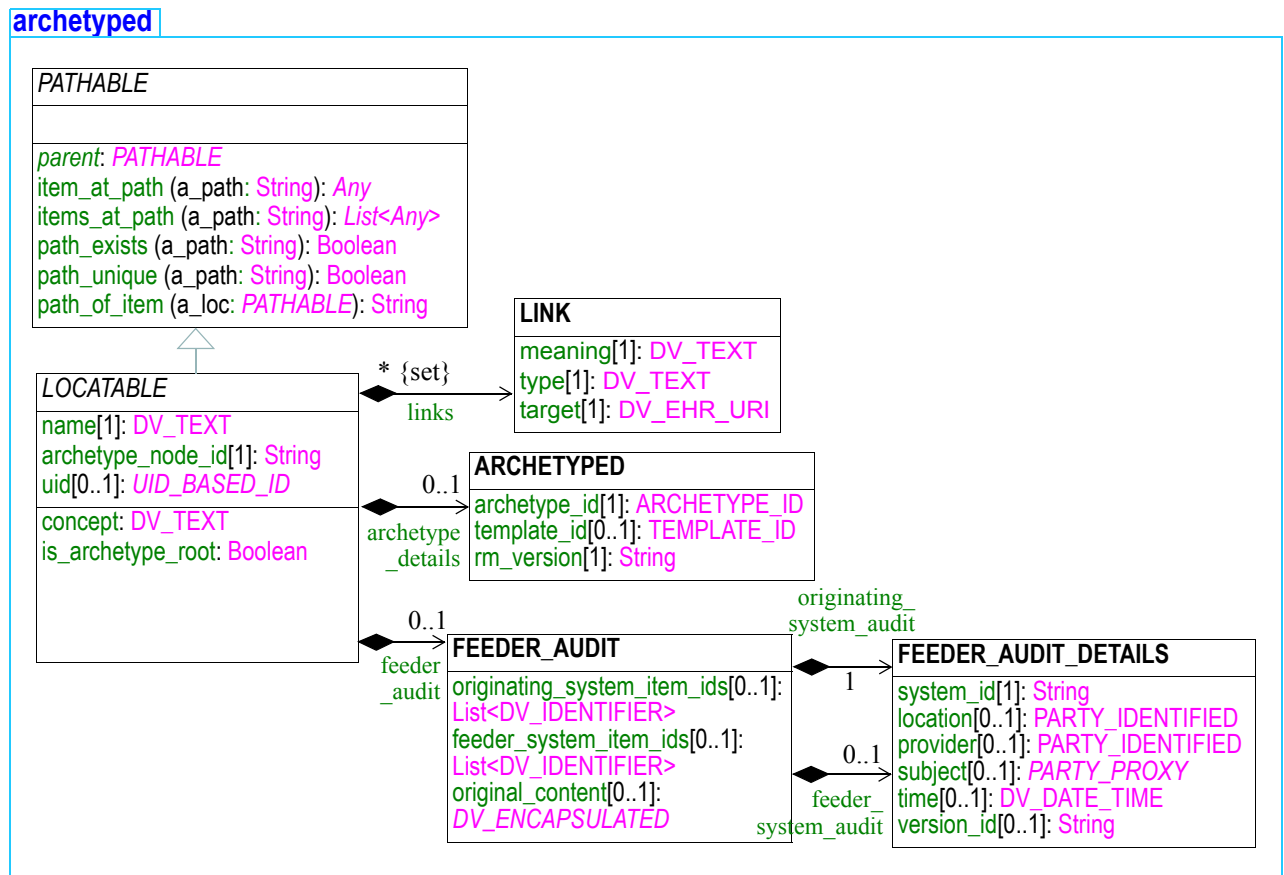 archetyped
PATHABLE
parent: PATHABLE
item_at_path (a_path: String): Any
items_at_path (a_path: String): List<Any>
path_exists (a_path: String): Boolean
path_unique (a_path: String): Boolean
path_of_item (a_loc: PATHABLE): String
LOCATABLE
name[1]: DV_TEXT
archetype_node_id[1]: String
uid[0..1]: UID_BASED_ID
concept: DV_TEXT
is_archetype_root: Boolean
* {set}
links
LINK
meaning[1]: DV_TEXT
type[1]: DV_TEXT
target[1]: DV_EHR_URI
0..1
archetype
_details
ARCHETYPED
archetype_id[1]: ARCHETYPE_ID
template_id[0..1]: TEMPLATE_ID
rm_version[1]: String
0..1
feeder
_audit
FEEDER_AUDIT
originating_system_item_ids[0..1]:
List<DV_IDENTIFIER>
feeder_system_item_ids[0..1]:
List<DV_IDENTIFIER>
original_content[0..1]:
DV_ENCAPSULATED
originating_
system_audit
1
0..1
feeder_
system_audit
FEEDER_AUDIT_DETAILS
system_id[1]: String
location[0..1]: PARTY_IDENTIFIED
provider[0..1]: PARTY_IDENTIFIED
subject[0..1]: PARTY_PROXY
time[0..1]: DV_DATE_TIME
version_id[0..1]: String